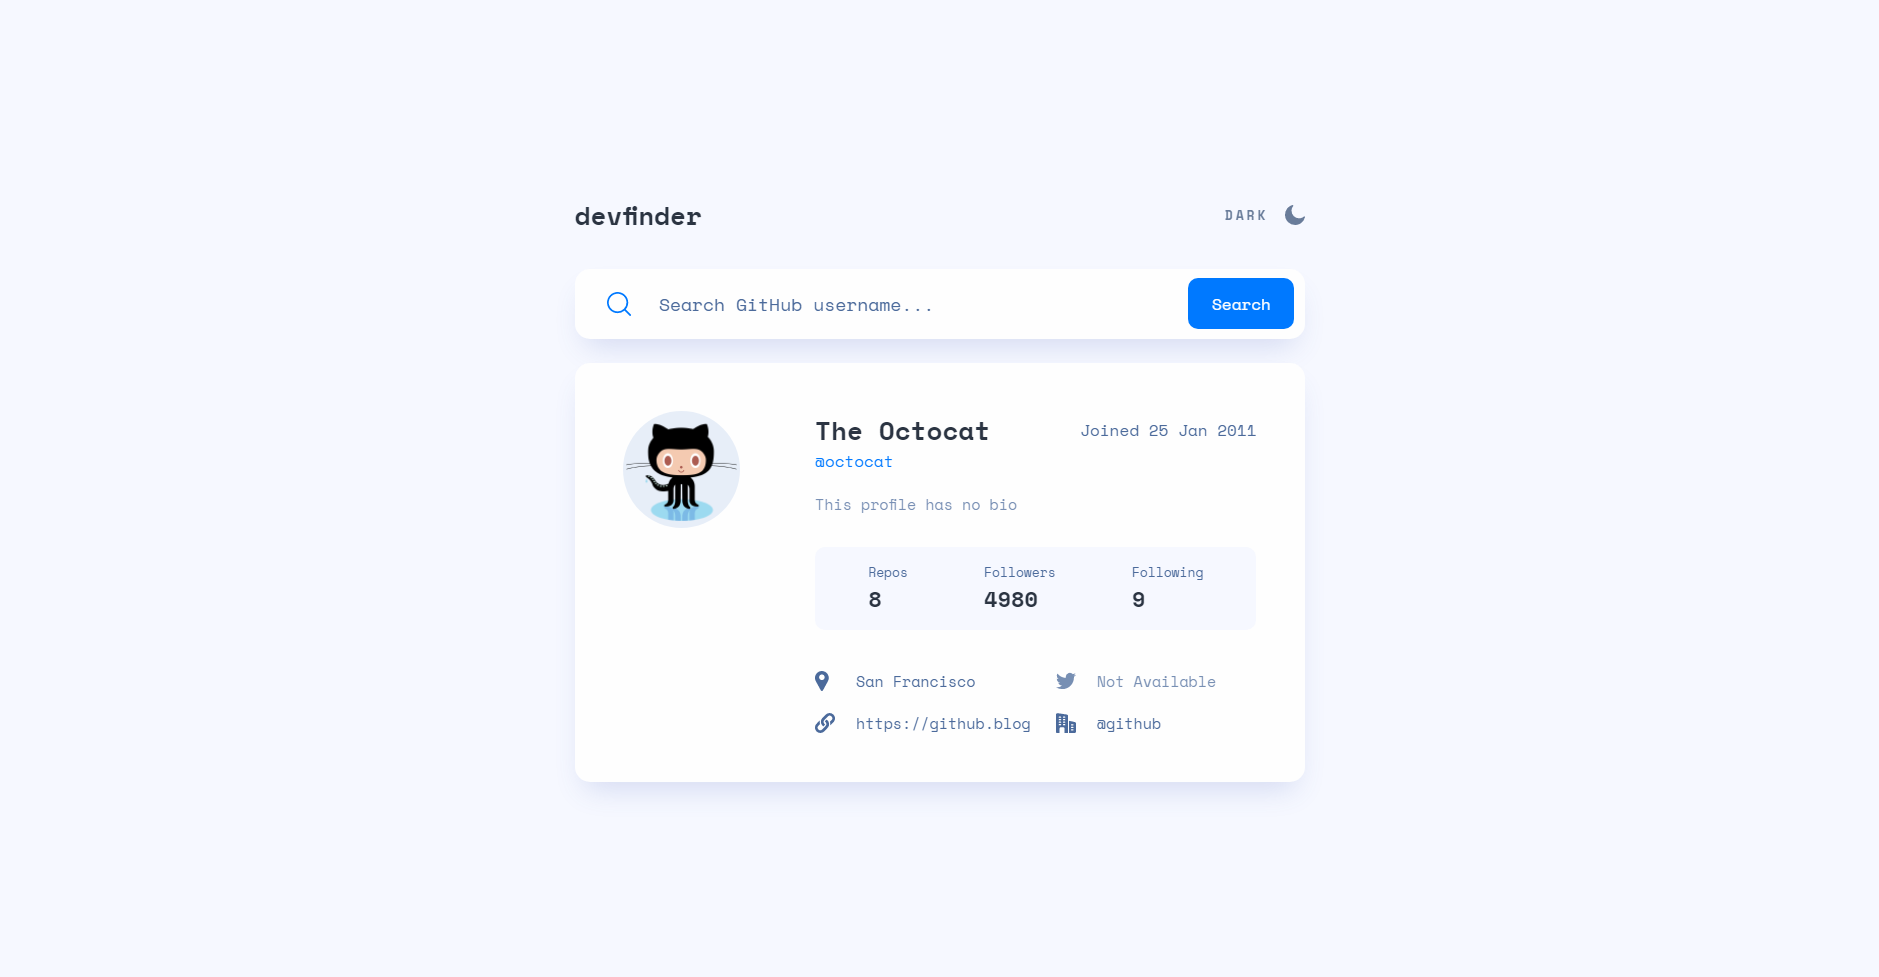 devfinder
DARK
Search GitHub username...
Search
The Octocat
Joined 25 Jan 2011
@octocat
This profile has no bio
Repos
Followers
Following
8
4980
9
San Francisco
Not Available
https://github.blog
@github